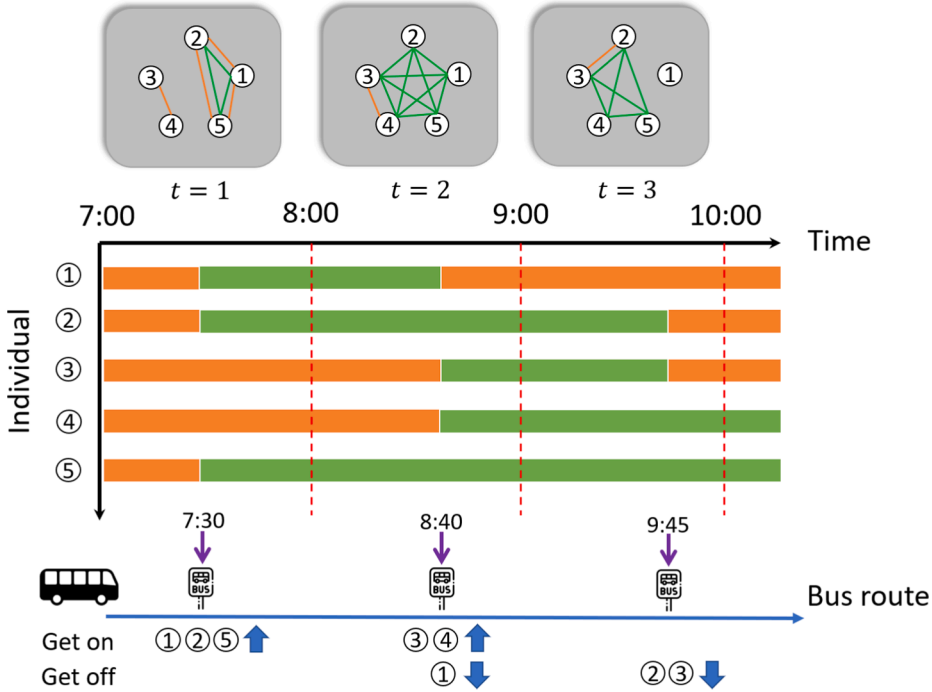 2 2 2
3 1 3 1 3 1
4 5 4 5 4 5
t = 1 t = 2 t = 3
7:00 8:00 9:00 10:00
Time
Individual
①
②
③
④
⑤
7:30 8:40 9:45
BUS BUS BUS
Bus route
Get on ①②⑤ ③④
Get off ① ②③